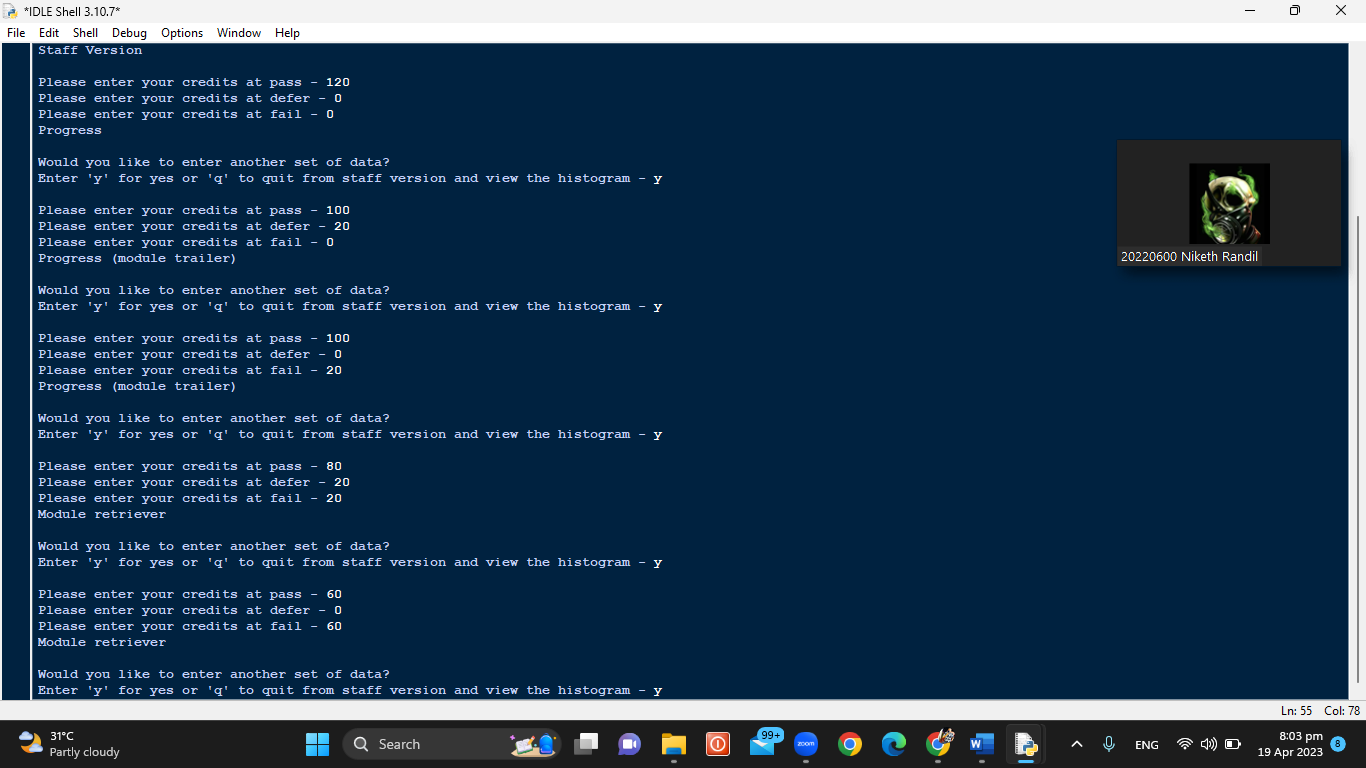 *IDLE Shell 3.10.7*
File Edit Shell Debug Options Window Help
Staff Version
Please enter your credits at pass - 120
Please enter your credits at defer - 0
Please enter your credits at fail - 0
Progress
Would you like to enter another set of data?
Enter 'y' for yes or 'q' to quit from staff version and view the histogram - y
Please enter your credits at pass - 100
Please enter your credits at defer - 20
Please enter your credits at fail - 0
Progress (module trailer)
Would you like to enter another set of data?
Enter 'y' for yes or 'q' to quit from staff version and view the histogram - y
Please enter your credits at pass - 100
Please enter your credits at defer - 0
Please enter your credits at fail - 20
Progress (module trailer)
Would you like to enter another set of data?
Enter 'y' for yes or 'q' to quit from staff version and view the histogram - y
Please enter your credits at pass - 80
Please enter your credits at defer - 20
Please enter your credits at fail - 20
Module retriever
Would you like to enter another set of data?
Enter 'y' for yes or 'q' to quit from staff version and view the histogram - y
Please enter your credits at pass - 60
Please enter your credits at defer - 0
Please enter your credits at fail - 60
Module retriever
Would you like to enter another set of data?
Enter 'y' for yes or 'q' to quit from staff version and view the histogram - y
20220600 Niketh Randil
Ln: 55 Col: 78
31°C
Partly cloudy
Search
99+
zoom
ENG
8:03 pm
19 Apr 2023
8